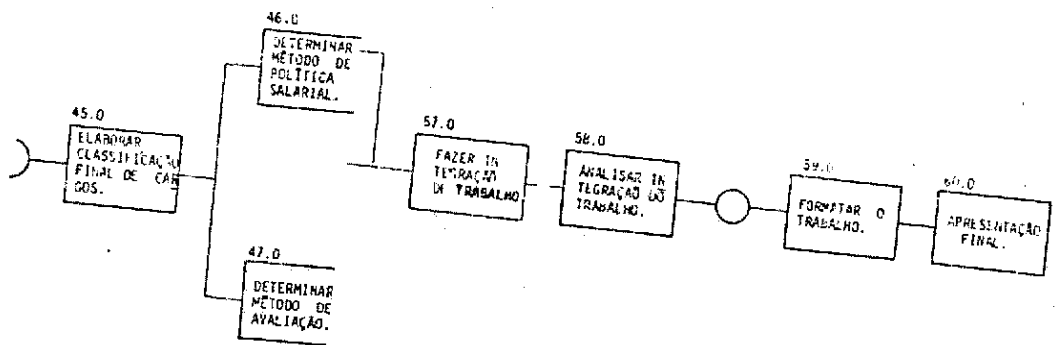 46.0
DETERMINAR
MÉTODO DE
POLÍTICA
SALARIAL.
45.0
ELABORAR
CLASSIFICAÇÃO
FINAL DE CAR
GOS.
47.0
DETERMINAR
MÉTODO DE
AVALIAÇÃO.
57.0
FAZER IN
TEGRAÇÃO
DE TRABALHO
58.0
ANALISAR IN
TEGRAÇÃO DO
TRABALHO.
59.0
FORMATAR O
TRABALHO.
60.0
APRESENTAÇÃO
FINAL.